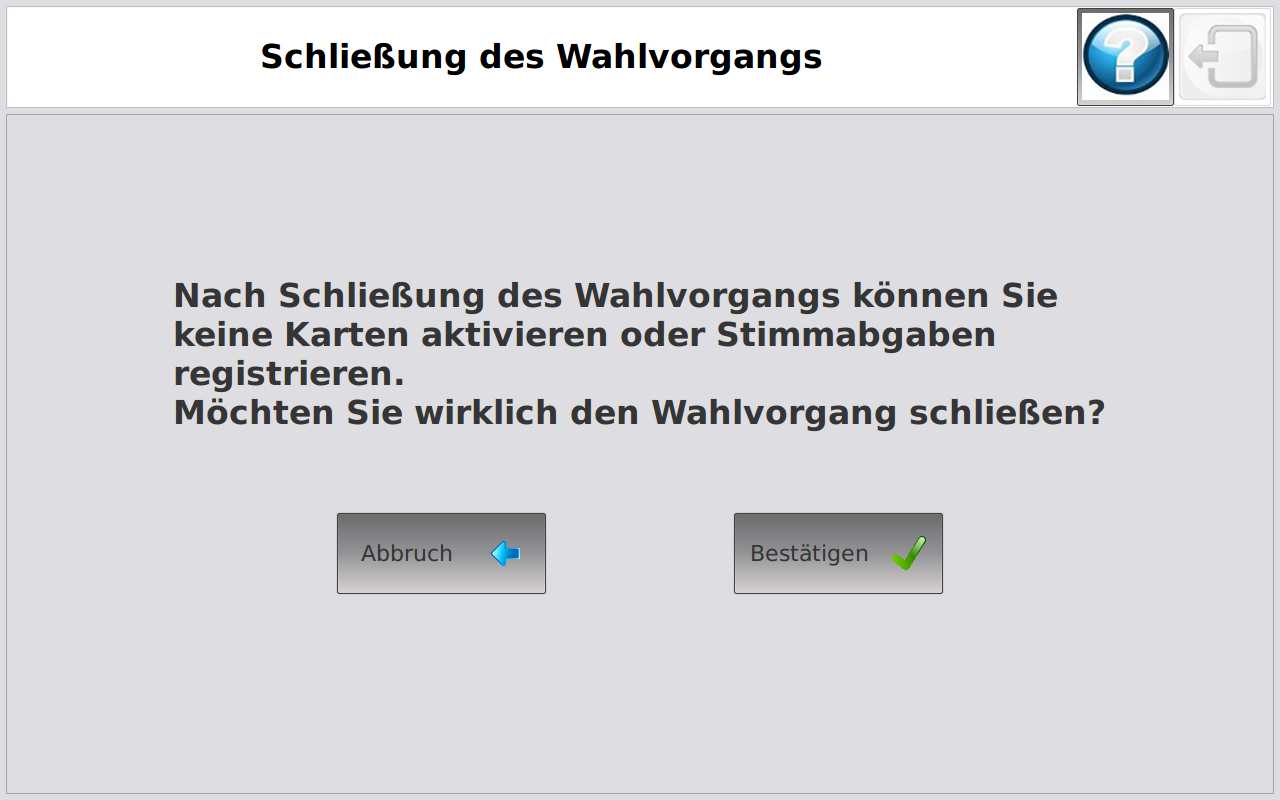 Schließung des Wahlvorgangs
Nach Schließung des Wahlvorgangs können Sie
keine Karten aktivieren oder Stimmabgaben
registrieren.
Möchten Sie wirklich den Wahlvorgang schließen?
Abbruch
Bestätigen